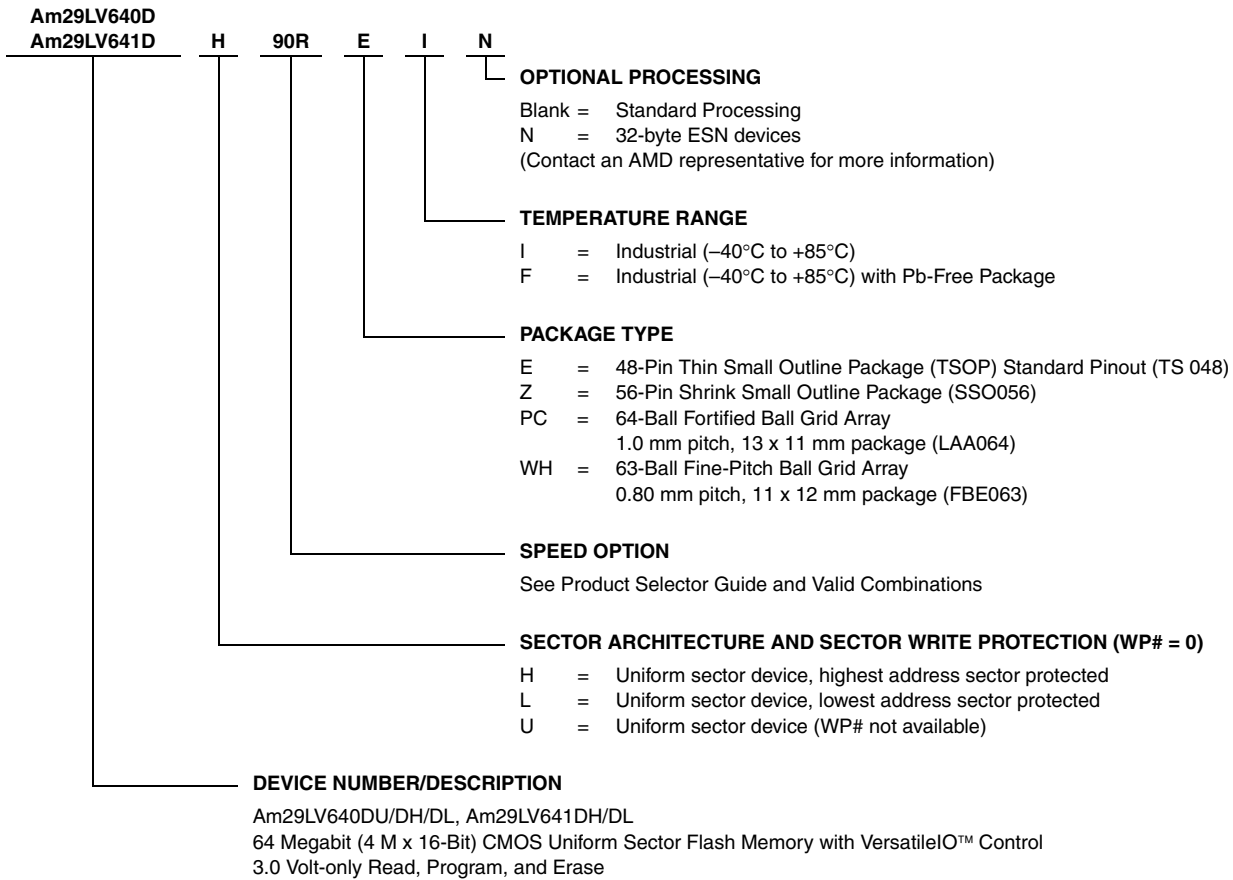 Am29LV640D
Am29LV641D H 90R E I N
OPTIONAL PROCESSING
Blank = Standard Processing
N = 32-byte ESN devices
(Contact an AMD representative for more information)
TEMPERATURE RANGE
I = Industrial (–40°C to +85°C)
F = Industrial (–40°C to +85°C) with Pb-Free Package
PACKAGE TYPE
E = 48-Pin Thin Small Outline Package (TSOP) Standard Pinout (TS 048)
Z = 56-Pin Shrink Small Outline Package (SSO056)
PC = 64-Ball Fortified Ball Grid Array
1.0 mm pitch, 13 x 11 mm package (LAA064)
WH = 63-Ball Fine-Pitch Ball Grid Array
0.80 mm pitch, 11 x 12 mm package (FBE063)
SPEED OPTION
See Product Selector Guide and Valid Combinations
SECTOR ARCHITECTURE AND SECTOR WRITE PROTECTION (WP# = 0)
H = Uniform sector device, highest address sector protected
L = Uniform sector device, lowest address sector protected
U = Uniform sector device (WP# not available)
DEVICE NUMBER/DESCRIPTION
Am29LV640DU/DH/DL, Am29LV641DH/DL
64 Megabit (4 M x 16-Bit) CMOS Uniform Sector Flash Memory with VersatileIO™ Control
3.0 Volt-only Read, Program, and Erase